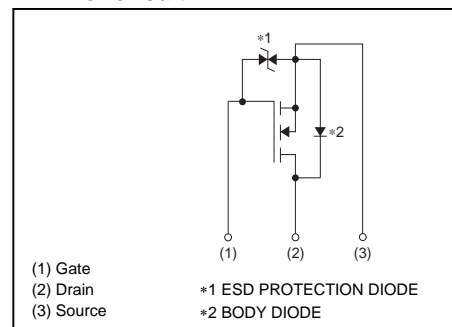 ∗1
∗2
(1) (2) (3)
(1) Gate
(2) Drain
(3) Source
∗1 ESD PROTECTION DIODE
∗2 BODY DIODE